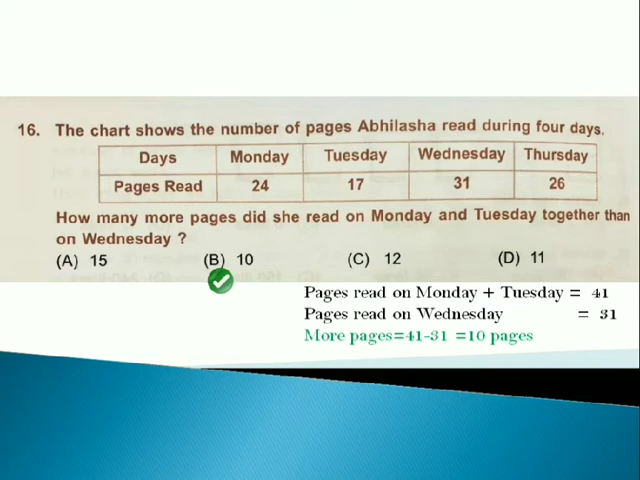 16. The chart shows the number of pages Abhilasha read during four days.
Days Monday Tuesday Wednesday Thursday
Pages Read 24 17 31 26
How many more pages did she read on Monday and Tuesday together than
on Wednesday ?
(A) 15 (B) 10 (C) 12 (D) 11
Pages read on Monday + Tuesday = 41
Pages read on Wednesday = 31
More pages=41-31 =10 pages